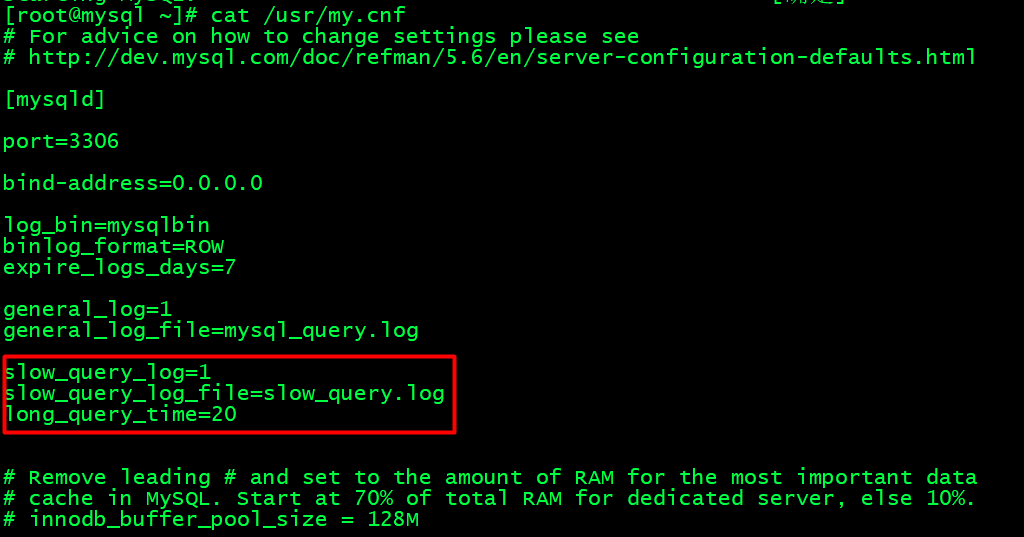 [root@mysql ~]# cat /usr/my.cnf
# For advice on how to change settings please see
# http://dev.mysql.com/doc/refman/5.6/en/server-configuration-defaults.html
[mysqld]
port=3306
bind-address=0.0.0.0
log_bin=mysqlbin
binlog_format=ROW
expire_logs_days=7
general_log=1
general_log_file=mysql_query.log
slow_query_log=1
slow_query_log_file=slow_query.log
long_query_time=20
# Remove leading # and set to the amount of RAM for the most important data
# cache in MySQL. Start at 70% of total RAM for dedicated server, else 10%.
# innodb_buffer_pool_size = 128M